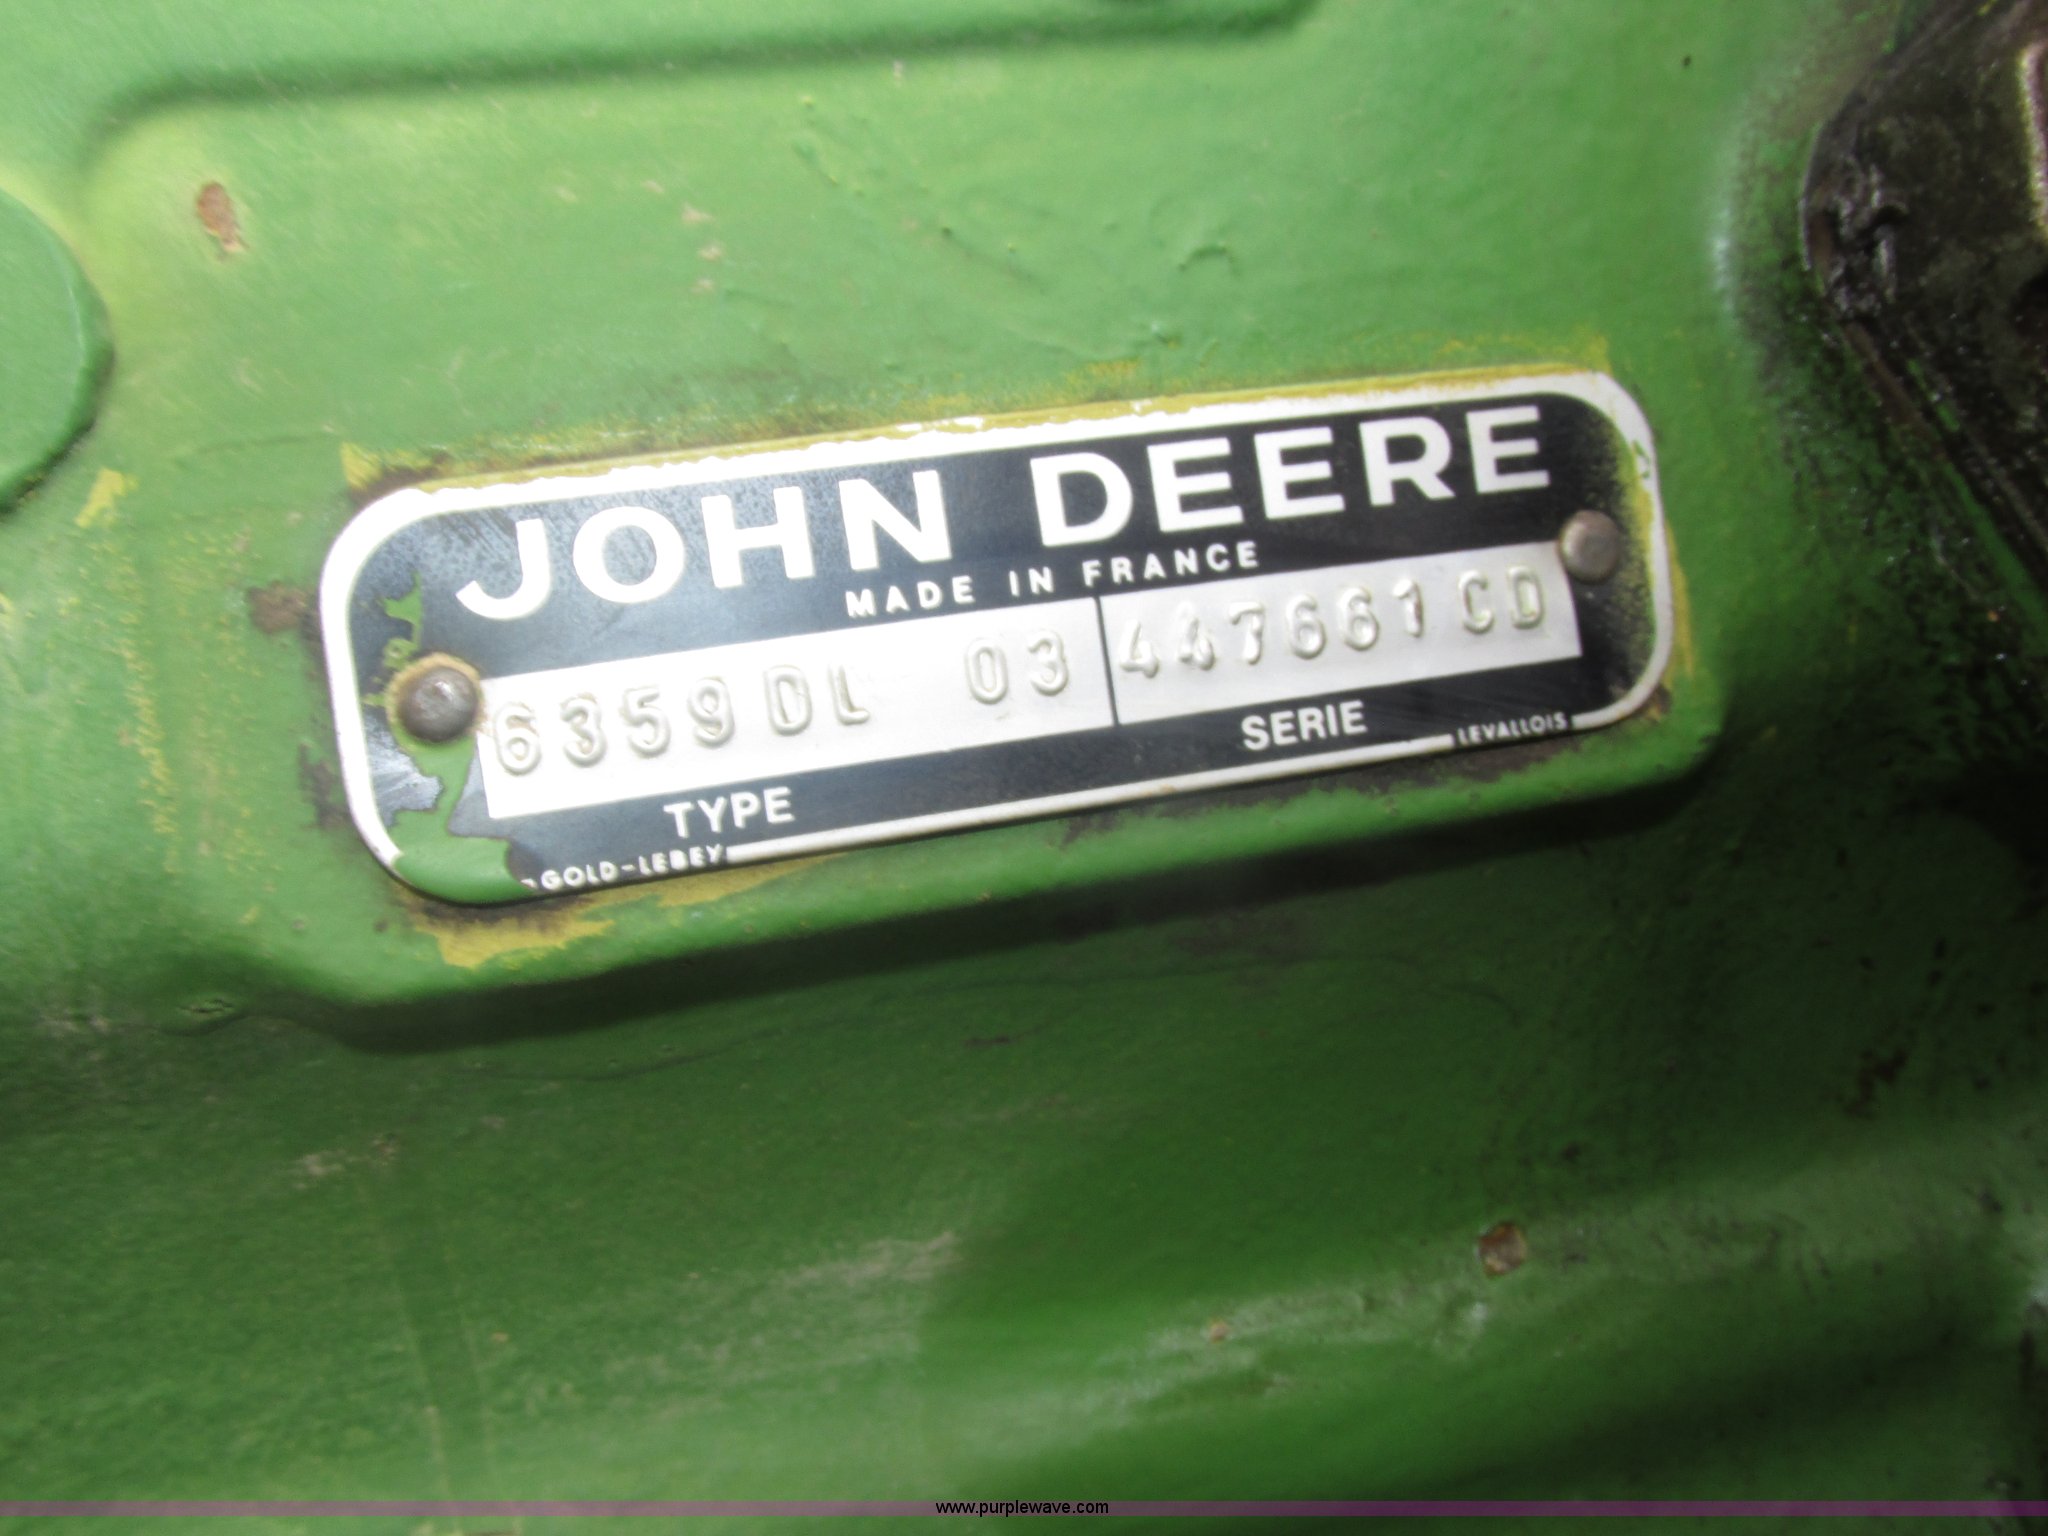 JOHN DEERE
MADE IN FRANCE
6359DL 03 447661CD
TYPE SERIE
GOLD-LEBEY LEVALLOIS
www.purplewave.com